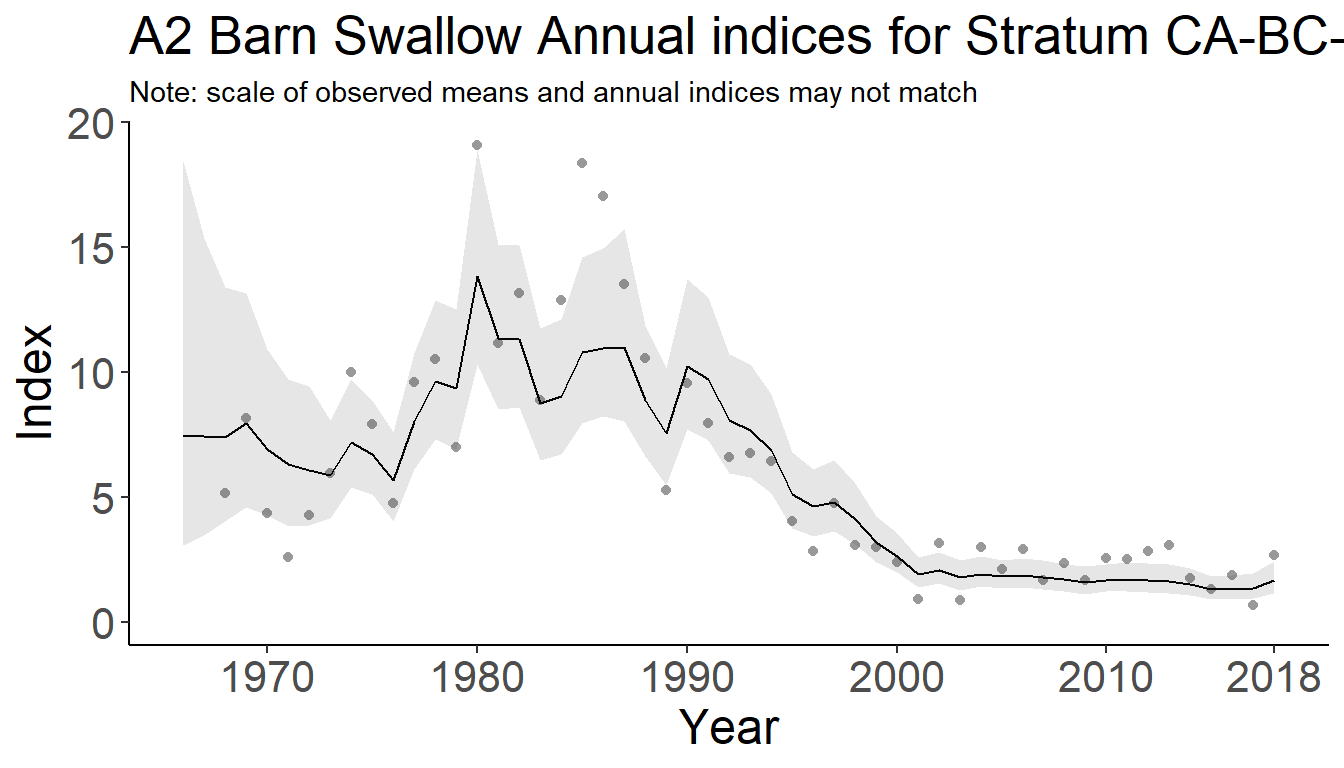 A2 Barn Swallow Annual indices for Stratum CA-BC-
Note: scale of observed means and annual indices may not match
20
15
10
5
0
Index
1970 1980 1990 2000 2010 2018
Year